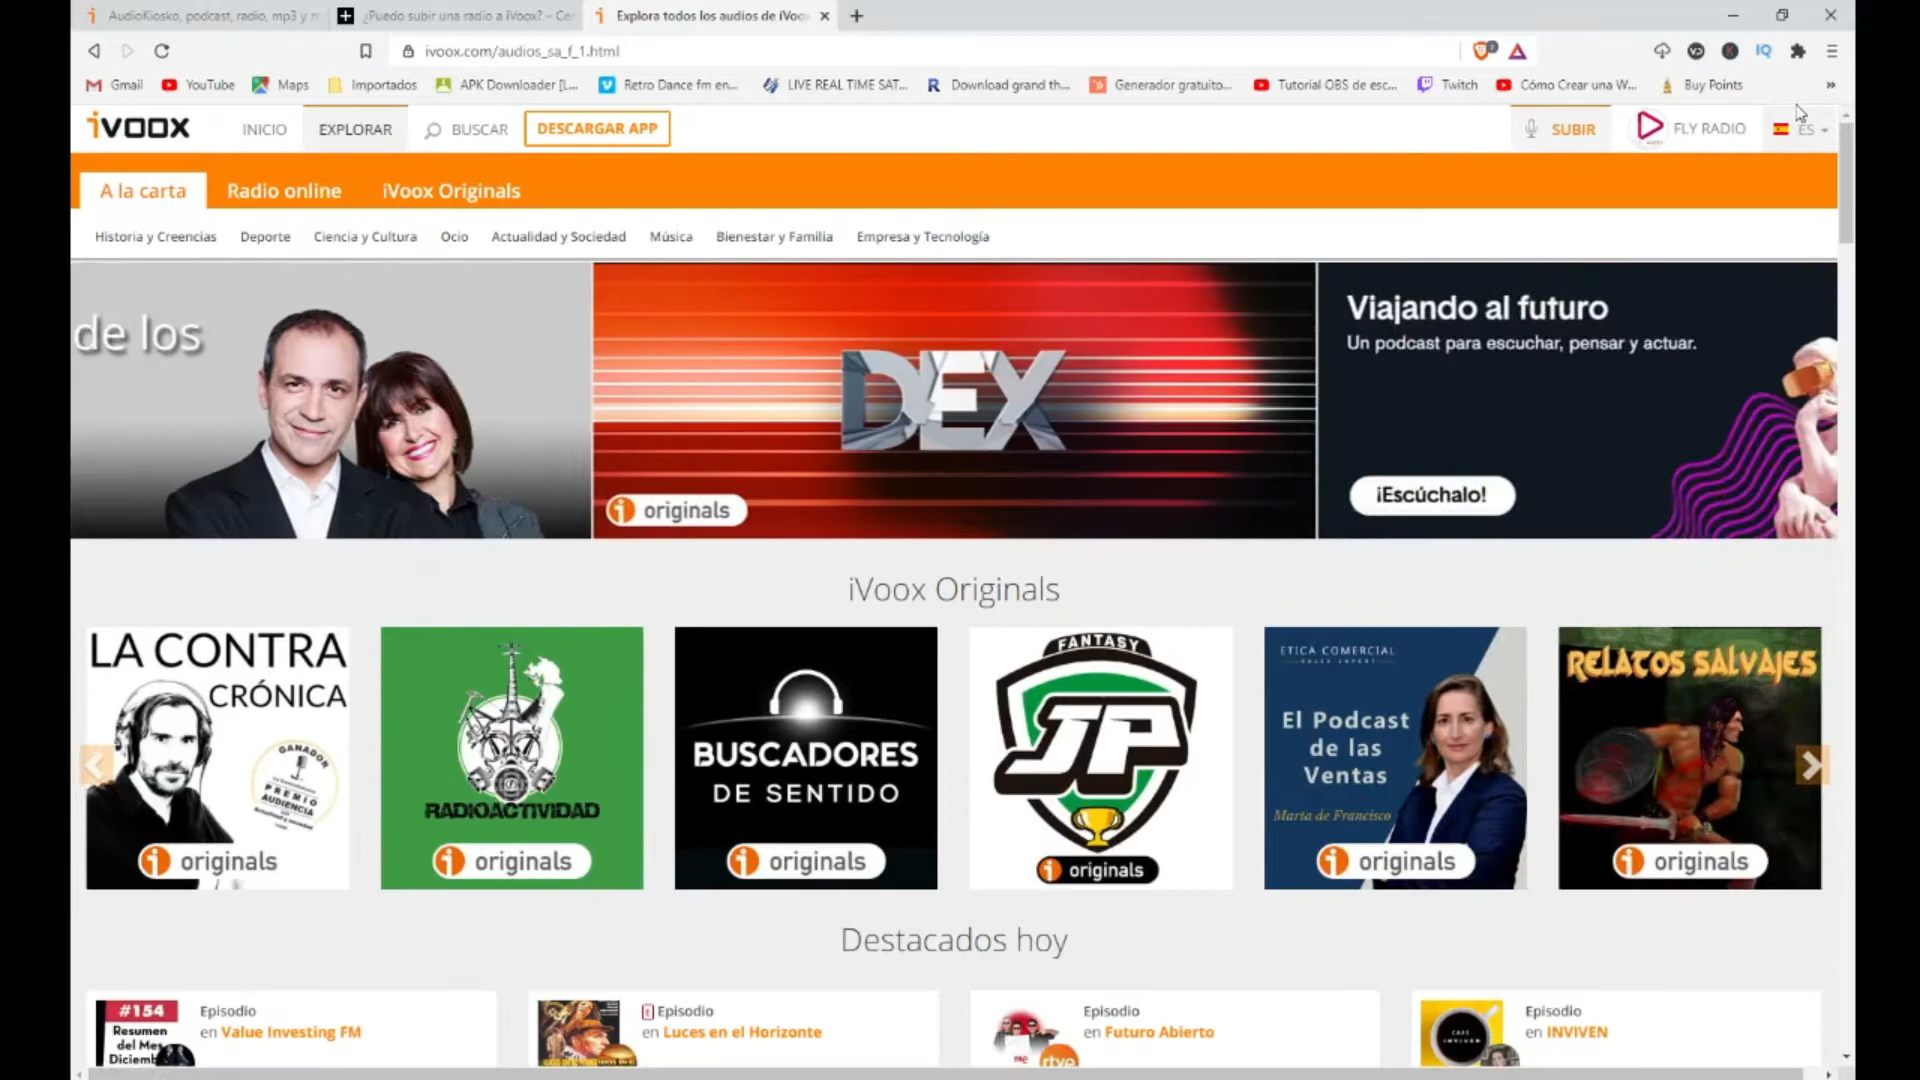 AudioKiosko, podcast, radio, mp3 y m
¿Puedo subir una radio a iVoox? – Ce
Explora todos los audios de iVoo
ivoox.com/audios_sa_f_1.html
Gmail
YouTube
Maps
Importados
APK Downloader [L...
Retro Dance fm en...
LIVE REAL TIME SAT...
Download grand th...
Generador gratuito...
Tutorial OBS de esc...
Twitch
Cómo Crear una W...
Buy Points
iVOOX
INICIO
EXPLORAR
BUSCAR
DESCARGAR APP
SUBIR
FLY RADIO
ES
A la carta
Radio online
iVoox Originals
Historia y Creencias
Deporte
Ciencia y Cultura
Ocio
Actualidad y Sociedad
Música
Bienestar y Familia
Empresa y Tecnología
de los
DEX
originals
Viajando al futuro
Un podcast para escuchar, pensar y actuar.
¡Escúchalo!
iVoox Originals
LA CONTRA
CRÓNICA
GANADOR
PREMIO
AUDIENCIA
originals
RADIOACTIVIDAD
originals
BUSCADORES
DE SENTIDO
originals
FANTASY
JP
originals
ETICA COMERCIAL
SALES EXPERT
El Podcast
de las
Ventas
Marta de Francisco
originals
RELATOS SALVAJES
originals
Destacados hoy
#154
Resumen
del Mes
Diciemb
Episodio
en Value Investing FM
Episodio
en Luces en el Horizonte
rtve
Episodio
en Futuro Abierto
CAFE
INVIVEN
Episodio
en INVIVEN